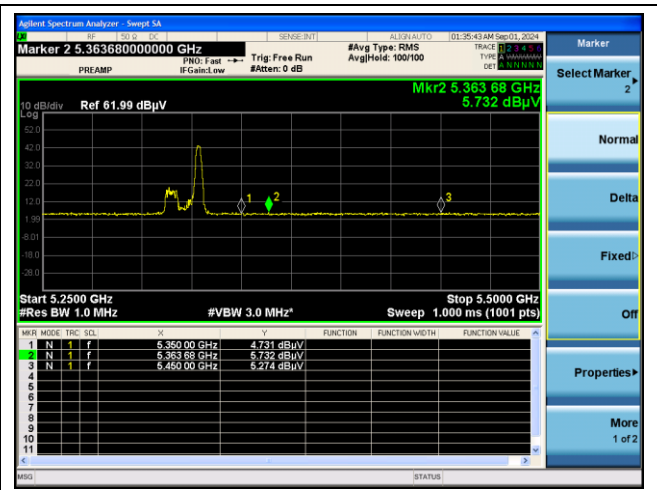 Agilent Spectrum Analyzer - Swept SA
RF 50 Ω DC SENSE:INT ALIGN AUTO 01:35:43 AM Sep 01, 2024
Marker 2 5.363680000000 GHz
PREAMP
PNO: Fast
IFGain:Low
Trig: Free Run
#Atten: 0 dB
#Avg Type: RMS
Avg|Hold: 100/100
TRACE 1 2 3 4 5 6
TYPE A WWWWW
DET A N N N N N
Mkr2 5.363 68 GHz
5.732 dBµV
10 dB/div Ref 61.99 dBµV
Log
52.0
42.0
32.0
22.0
12.0
1.99
-8.01
-18.0
-28.0
1
2
3
Start 5.2500 GHz Stop 5.5000 GHz
#Res BW 1.0 MHz #VBW 3.0 MHz* Sweep 1.000 ms (1001 pts)
MKR MODE TRC SCL X Y FUNCTION FUNCTION WIDTH FUNCTION VALUE
1 N 1 f 5.350 00 GHz 4.731 dBµV
2 N 1 f 5.363 68 GHz 5.732 dBµV
3 N 1 f 5.450 00 GHz 5.274 dBµV
4
5
6
7
8
9
10
11
MSG STATUS
Marker
Select Marker
2
Normal
Delta
Fixed
Off
Properties
More
1 of 2